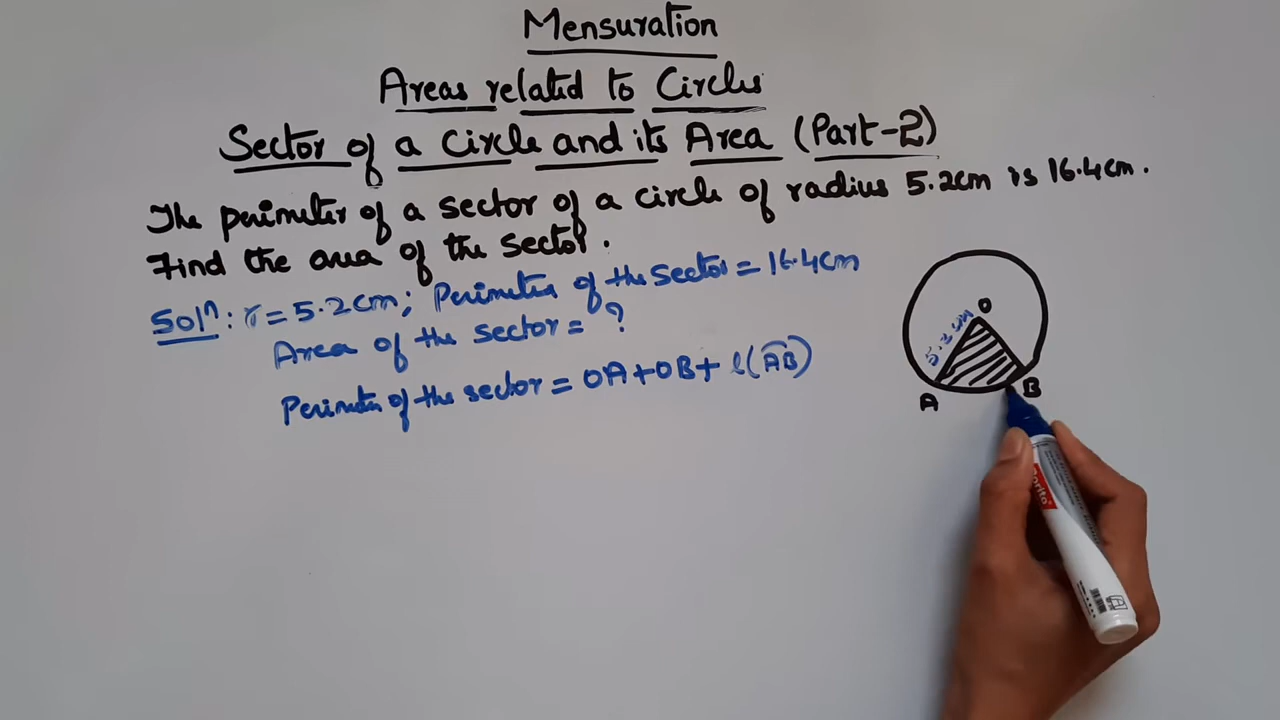 Mensuration
Areas related to Circles
Sector of a Circle and its Area (Part-2)
The perimeter of a sector of a circle of radius 5.2cm is 16.4cm.
Find the area of the sector.
Solⁿ: r=5.2cm; Perimeter of the sector=16.4cm
Area of the sector= ?
Perimeter of the sector = OA+OB+ l(A͡B)
O
5.2cm
A
B